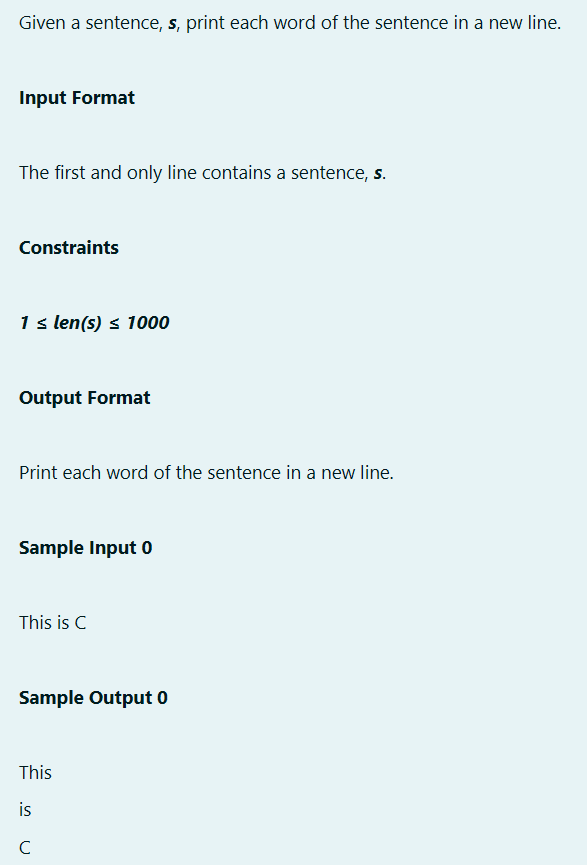 Given a sentence, s, print each word of the sentence in a new line.
Input Format
The first and only line contains a sentence, s.
Constraints
1 ≤ len(s) ≤ 1000
Output Format
Print each word of the sentence in a new line.
Sample Input 0
This is C
Sample Output 0
This
is
C